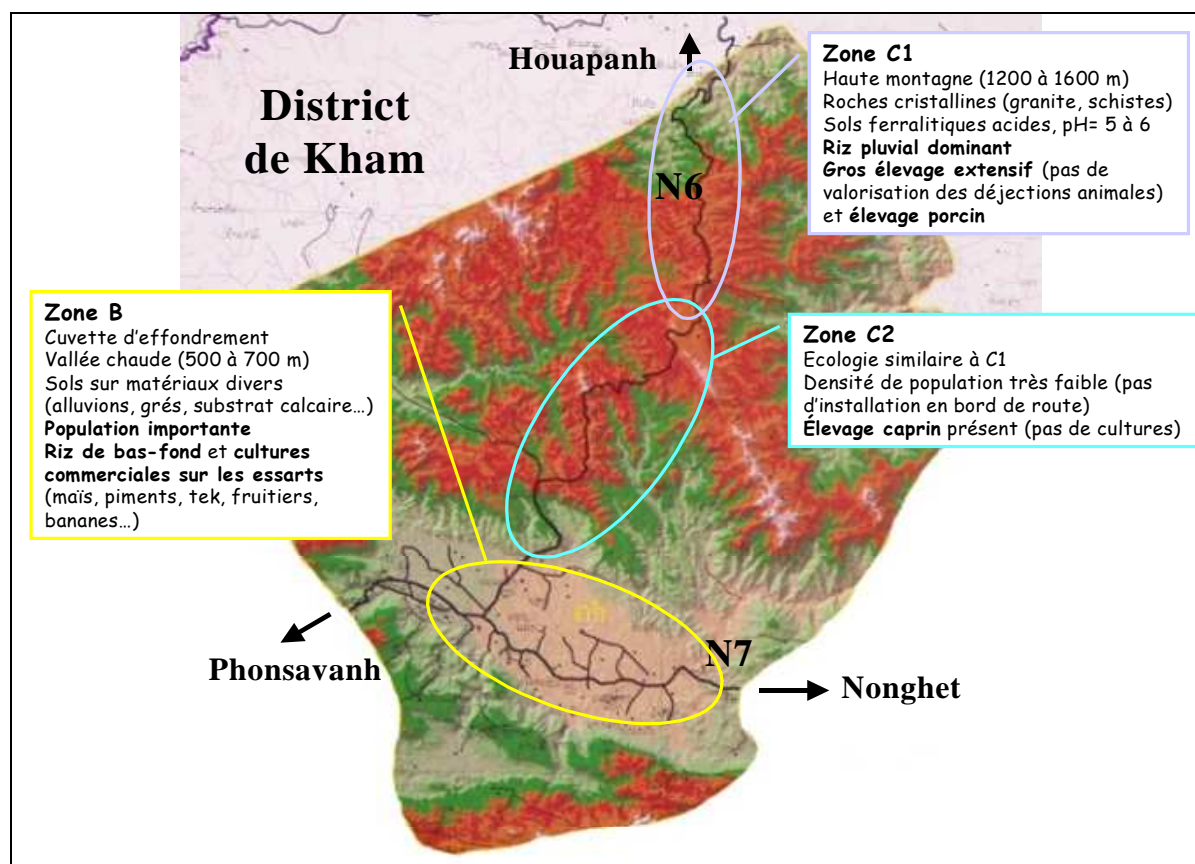 Houapanh
District
de Kham
Zone C1
Haute montagne (1200 à 1600 m)
Roches cristallines (granite, schistes)
Sols ferralitiques acides, pH= 5 à 6
Riz pluvial dominant
Gros élevage extensif (pas de
valorisation des déjections animales)
et élevage porcin
N6
Zone B
Cuvette d'effondrement
Vallée chaude (500 à 700 m)
Sols sur matériaux divers
(alluvions, grés, substrat calcaire…)
Population importante
Riz de bas-fond et cultures
commerciales sur les essarts
(maïs, piments, tek, fruitiers,
bananes…)
Zone C2
Ecologie similaire à C1
Densité de population très faible (pas
d'installation en bord de route)
Élevage caprin présent (pas de cultures)
Phonsavanh
N7
Nonghet